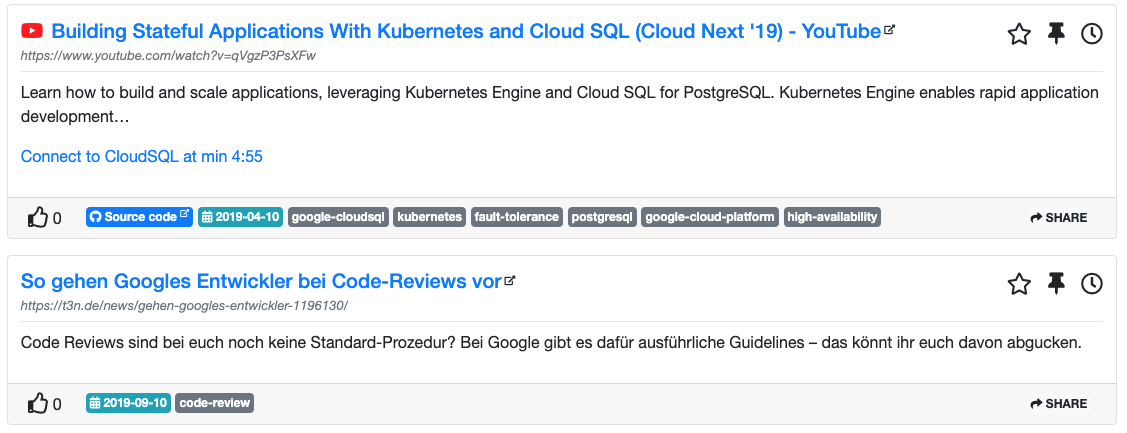 Building Stateful Applications With Kubernetes and Cloud SQL (Cloud Next '19) - YouTube
https://www.youtube.com/watch?v=qVgzP3PsXFw
Learn how to build and scale applications, leveraging Kubernetes Engine and Cloud SQL for PostgreSQL. Kubernetes Engine enables rapid application
development…
Connect to CloudSQL at min 4:55
0 Source code 2019-04-10 google-cloudsql kubernetes fault-tolerance postgresql google-cloud-platform high-availability SHARE
So gehen Googles Entwickler bei Code-Reviews vor
https://t3n.de/news/gehen-googles-entwickler-1196130/
Code Reviews sind bei euch noch keine Standard-Prozedur? Bei Google gibt es dafür ausführliche Guidelines – das könnt ihr euch davon abgucken.
0 2019-09-10 code-review SHARE